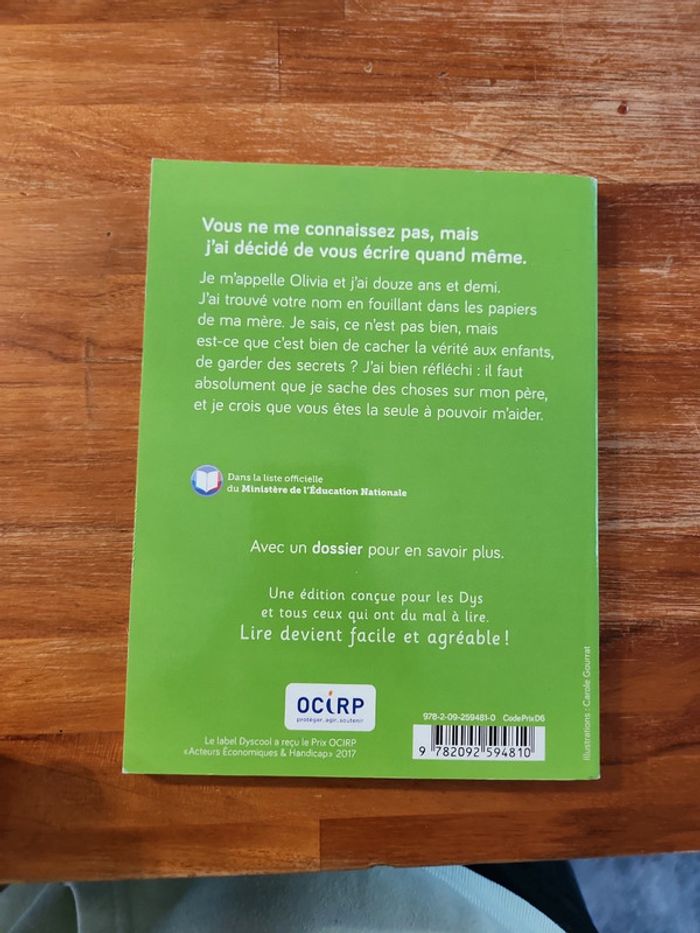 Vous ne me connaissez pas, mais
j'ai décidé de vous écrire quand même.
Je m'appelle Olivia et j'ai douze ans et demi.
J'ai trouvé votre nom en fouillant dans les papiers
de ma mère. Je sais, ce n'est pas bien, mais
est-ce que c'est bien de cacher la vérité aux enfants,
de garder des secrets ? J'ai bien réfléchi : il faut
absolument que je sache des choses sur mon père,
et je crois que vous êtes la seule à pouvoir m'aider.
Dans la liste officielle
du Ministère de l'Éducation Nationale
Avec un dossier pour en savoir plus.
Une édition conçue pour les Dys
et tous ceux qui ont du mal à lire.
Lire devient facile et agréable !
OCIRP
protéger, agir, soutenir
Le label Dyscool a reçu le Prix OCIRP
«Acteurs Économiques & Handicap» 2017
978-2-09-259481-0 Code Prix D6
9 782092 594810
Illustrations : Carole Gourrat